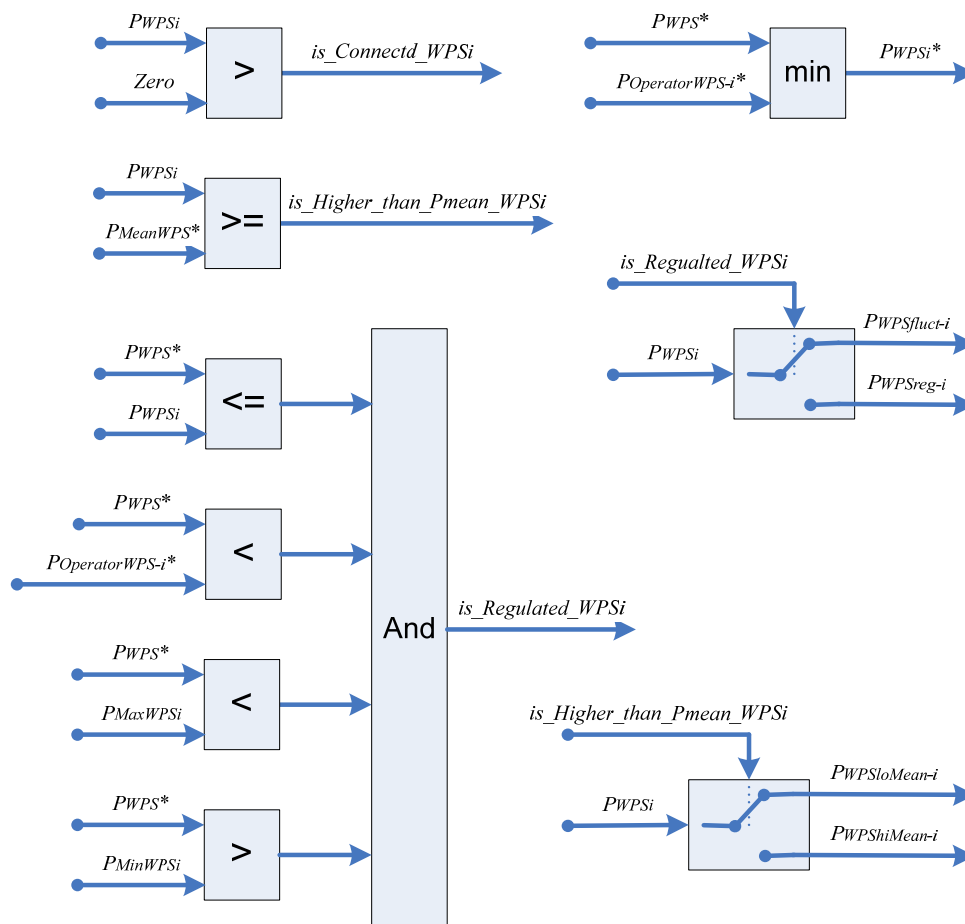 PWPSi
Zero
>
is_Connectd_WPSi
PWPS*
POperatorWPS-i*
min
PWPSi*
PWPSi
PMeanWPS*
>=
is_Higher_than_Pmean_WPSi
is_Regualted_WPSi
PWPSi
PWPSfluct-i
PWPSreg-i
PWPS*
PWPSi
<=
PWPS*
POperatorWPS-i*
<
And
is_Regulated_WPSi
PWPS*
PMaxWPSi
<
PWPS*
PMinWPSi
>
is_Higher_than_Pmean_WPSi
PWPSi
PWPSloMean-i
PWPShiMean-i